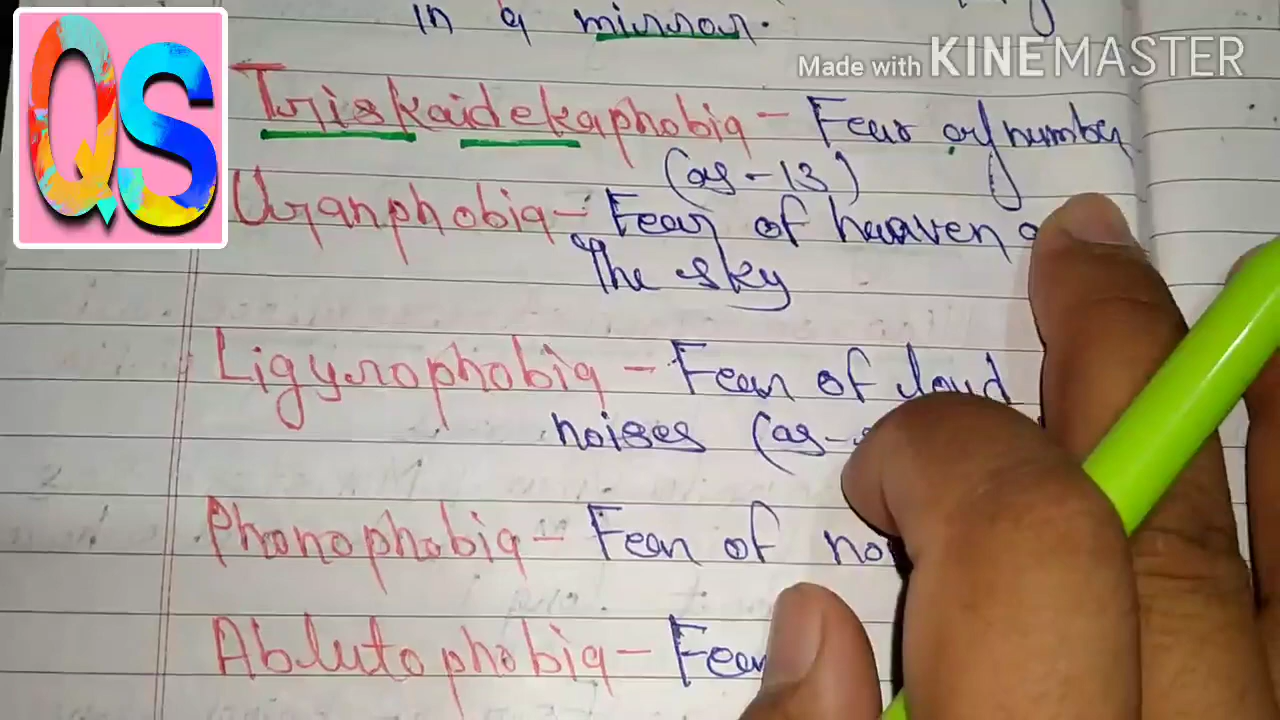 in a mirror.
Made with KINEMASTER
QS
Triskaidekaphobia - Fear of number
(as - 13)
Uranphobia - Fear of heaven
The sky
Ligyrophobia - Fear of loud
noises (as -
Phonophobia - Fear of
Ablutophobia - Fear